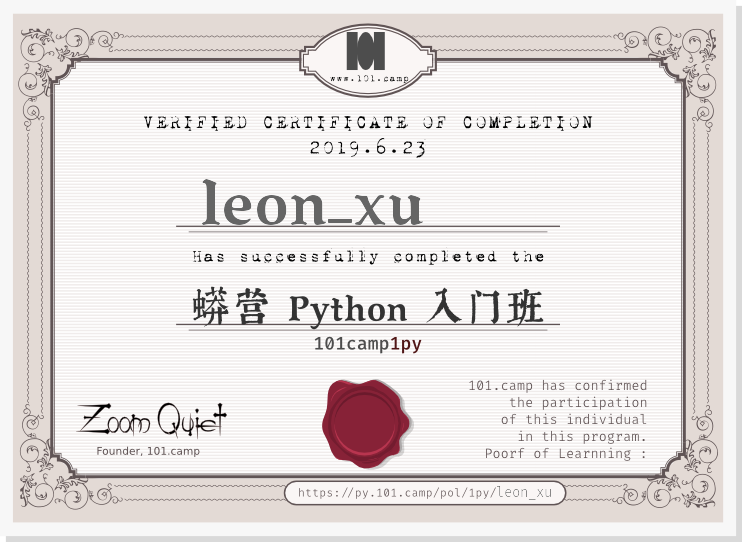 101
www.101.camp
VERIFIED CERTIFICATE OF COMPLETION
2019.6.23
leon_xu
Has successfully completed the
蟒营 Python 入门班
101camp1py
101.camp has confirmed
the participation
of this individual
in this program.
Poorf of Learnning :
Zoom Quiet
Founder, 101.camp
https://py.101.camp/pol/1py/leon_xu